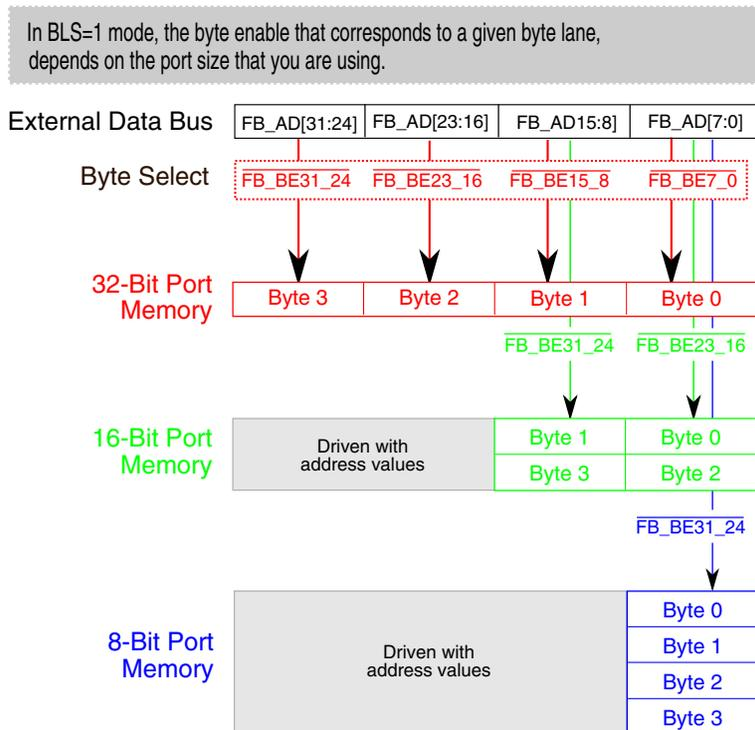 In BLS=1 mode, the byte enable that corresponds to a given byte lane,
depends on the port size that you are using.
External Data Bus FB_AD[31:24] FB_AD[23:16] FB_AD15:8] FB_AD[7:0]
Byte Select FB_BE31_24 FB_BE23_16 FB_BE15_8 FB_BE7_0
32-Bit Port
Memory
Byte 3 Byte 2 Byte 1 Byte 0
FB_BE31_24 FB_BE23_16
16-Bit Port
Memory
Driven with
address values
Byte 1 Byte 0
Byte 3 Byte 2
FB_BE31_24
8-Bit Port
Memory
Driven with
address values
Byte 0
Byte 1
Byte 2
Byte 3